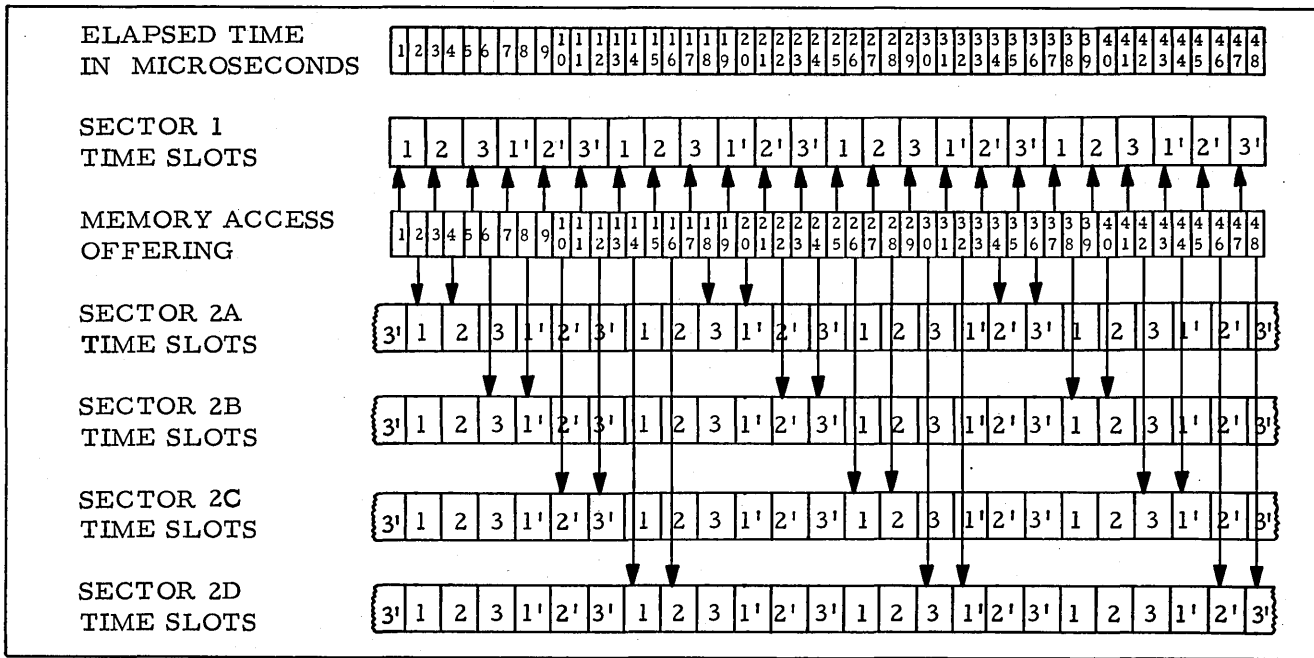 ELAPSED TIME
IN MICROSECONDS
1 2 3 4 5 6 7 8 9 10 11 12 13 14 15 16 17 18 19 20 21 22 23 24 25 26 27 28 29 30 31 32 33 34 35 36 37 38 39 40 41 42 43 44 45 46 47 48
SECTOR 1
TIME SLOTS
1 2 3 1' 2' 3' 1 2 3 1' 2' 3' 1 2 3 1' 2' 3' 1 2 3 1' 2' 3'
MEMORY ACCESS
OFFERING
1 2 3 4 5 6 7 8 9 10 11 12 13 14 15 16 17 18 19 20 21 22 23 24 25 26 27 28 29 30 31 32 33 34 35 36 37 38 39 40 41 42 43 44 45 46 47 48
SECTOR 2A
TIME SLOTS
3' 1 2 3 1' 2' 3' 1 2 3 1' 2' 3' 1 2 3 1' 2' 3' 1 2 3 1' 2' 3'
SECTOR 2B
TIME SLOTS
3' 1 2 3 1' 2' 3' 1 2 3 1' 2' 3' 1 2 3 1' 2' 3' 1 2 3 1' 2' 3'
SECTOR 2C
TIME SLOTS
3' 1 2 3 1' 2' 3' 1 2 3 1' 2' 3' 1 2 3 1' 2' 3' 1 2 3 1' 2' 3'
SECTOR 2D
TIME SLOTS
3' 1 2 3 1' 2' 3' 1 2 3 1' 2' 3' 1 2 3 1' 2' 3' 1 2 3 1' 2' 3'